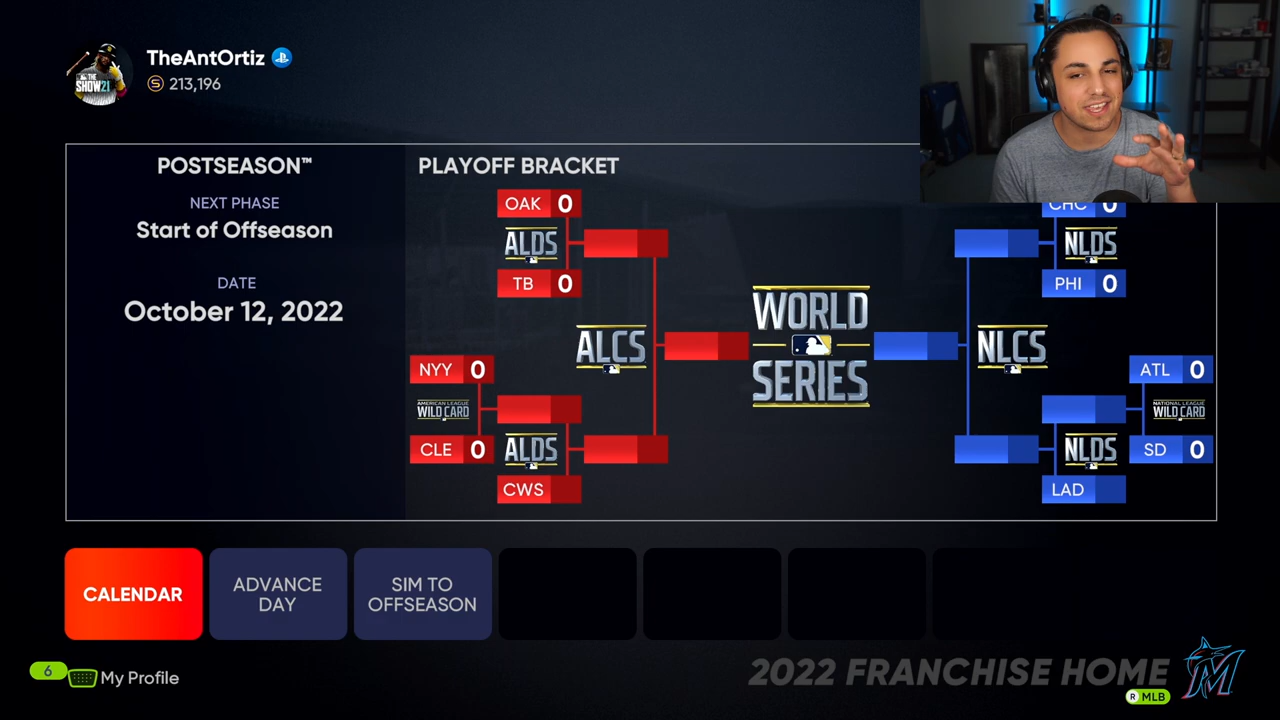 TheAntOrtiz
THE SHOW21
S 213,196
POSTSEASON™
NEXT PHASE
Start of Offseason
DATE
October 12, 2022
PLAYOFF BRACKET
OAK 0
ALDS
TB 0
NYY 0
AMERICAN LEAGUE
WILD CARD
CLE 0
ALDS
CWS
ALCS
WORLD
SERIES
CHC 0
NLDS
PHI 0
NLCS
ATL 0
NATIONAL LEAGUE
WILD CARD
SD 0
NLDS
LAD
CALENDAR
ADVANCE
DAY
SIM TO
OFFSEASON
6 My Profile
2022 FRANCHISE HOME
M
R MLB